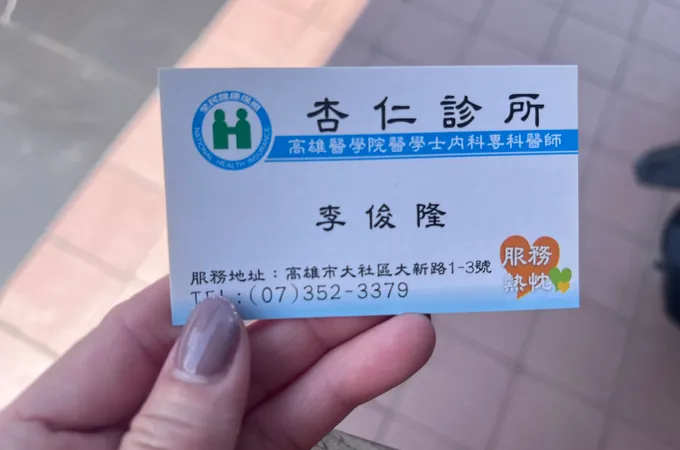 全民健康保險
NATIONAL HEALTH INSURANCE
杏仁診所
高雄醫學院醫學士內科專科醫師
李俊隆
服務地址：高雄市大社區大新路1-3號
TEL:(07)352-3379
服務
熱忱